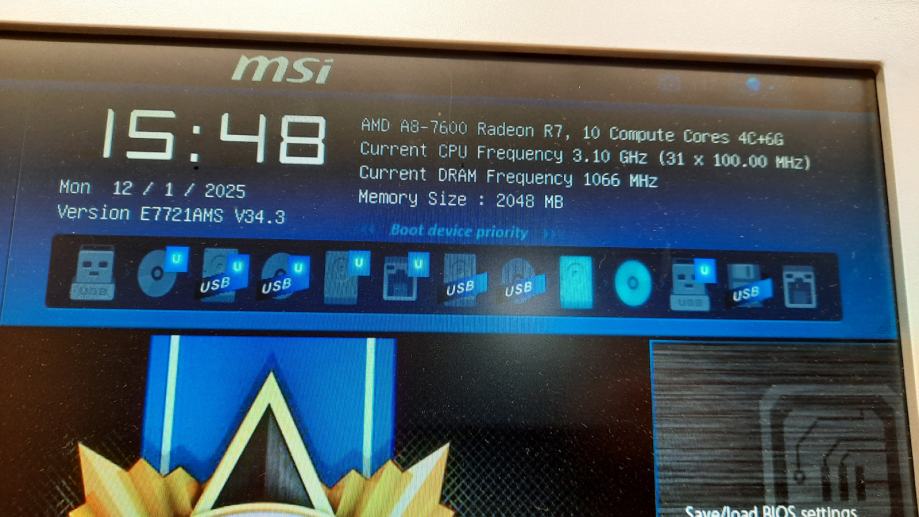 msi
15:48
AMD A8-7600 Radeon R7, 10 Compute Cores 4C+6G
Current CPU Frequency 3.10 GHz (31 x 100.00 MHz)
Current DRAM Frequency 1066 MHz
Memory Size : 2048 MB
Mon 12 / 1 / 2025
Version E7721AMS V34.3
Boot device priority
USB U USB U USB U U U USB USB USB U USB
Save/load BIOS settings